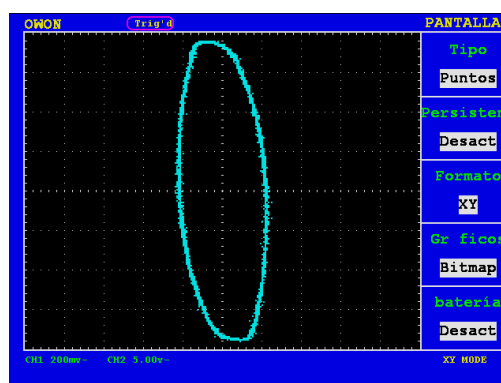 OWON Trig'd PANTALLA
Tipo
Puntos
Persisten
Desact
Formato
XY
Gr ficos
Bitmap
batería
Desact
CH1 200mv~ CH2 5.00v~ XY MODE